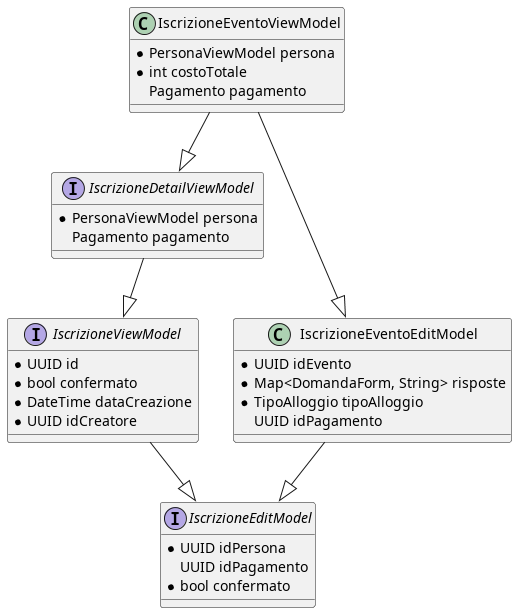 C IscrizioneEventoViewModel
* PersonaViewModel persona
* int costoTotale
Pagamento pagamento
I IscrizioneDetailViewModel
* PersonaViewModel persona
Pagamento pagamento
I IscrizioneViewModel
* UUID id
* bool confermato
* DateTime dataCreazione
* UUID idCreatore
C IscrizioneEventoEditModel
* UUID idEvento
* Map<DomandaForm, String> risposte
* TipoAlloggio tipoAlloggio
UUID idPagamento
I IscrizioneEditModel
* UUID idPersona
UUID idPagamento
* bool confermato